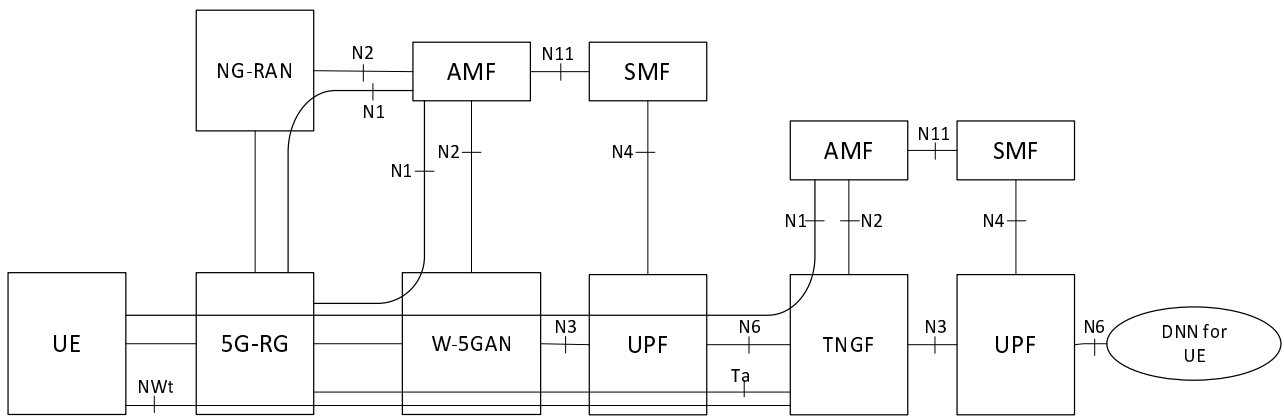 NG-RAN
N2
AMF
N11
SMF
N1
N1
N2
N4
AMF
N11
SMF
N1
N2
N4
UE
5G-RG
W-5GAN
N3
UPF
N6
TNGF
N3
UPF
N6
DNN for
UE
NWt
Ta